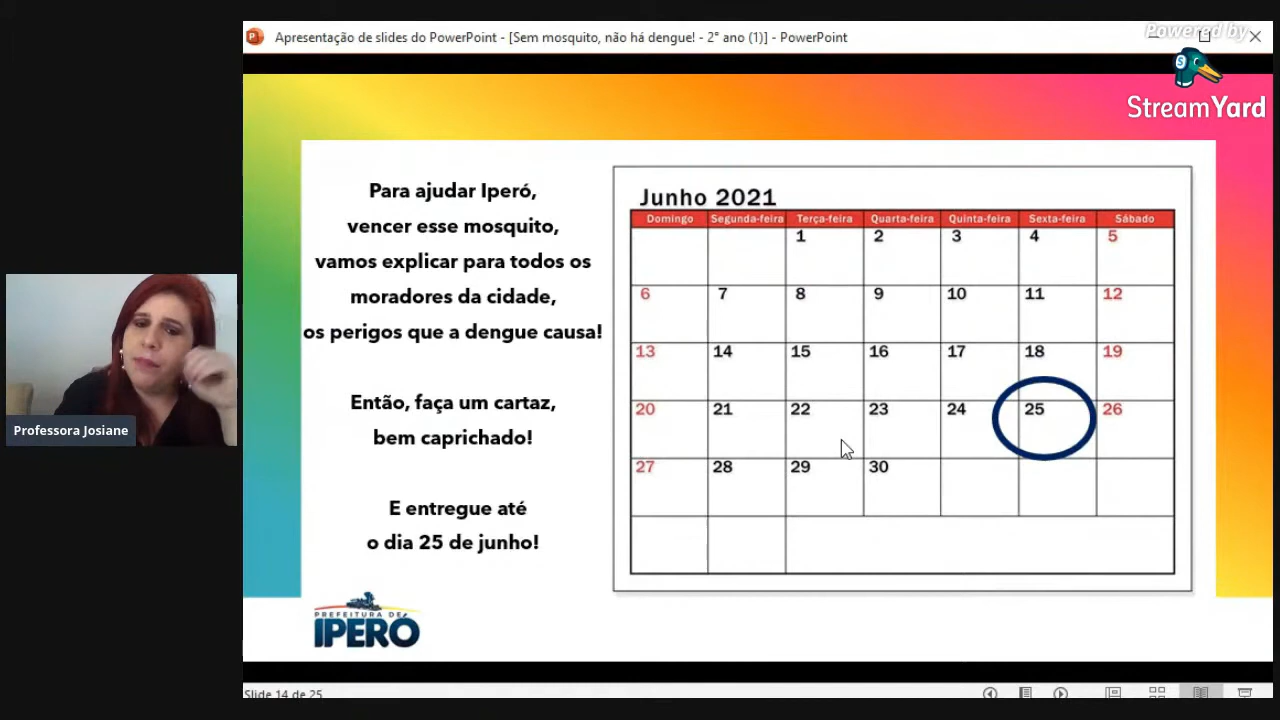 Apresentação de slides do PowerPoint - [Sem mosquito, não há dengue! - 2° ano (1)] - PowerPoint
Powered by
StreamYard
Para ajudar Iperó,
vencer esse mosquito,
vamos explicar para todos os
moradores da cidade,
os perigos que a dengue causa!
Então, faça um cartaz,
bem caprichado!
E entregue até
o dia 25 de junho!
Junho 2021
Domingo Segunda-feira Terça-feira Quarta-feira Quinta-feira Sexta-feira Sábado
1 2 3 4 5
6 7 8 9 10 11 12
13 14 15 16 17 18 19
20 21 22 23 24 25 26
27 28 29 30
Professora Josiane
PREFEITURA DE
IPERÓ
Slide 14 de 25